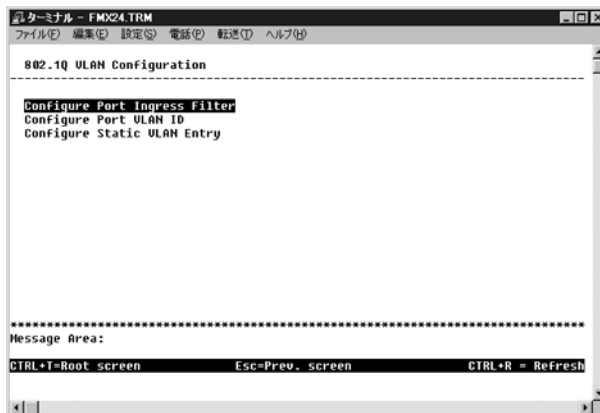 ターミナル - FMX24.TRM
ファイル(F) 編集(E) 設定(S) 電話(P) 転送(T) ヘルプ(H)
802.1Q VLAN Configuration
--------------------------------------------------------------------------------
Configure Port Ingress Filter
Configure Port VLAN ID
Configure Static VLAN Entry
********************************************************************************
Message Area:
CTRL+T=Root screen Esc=Prev. screen CTRL+R = Refresh